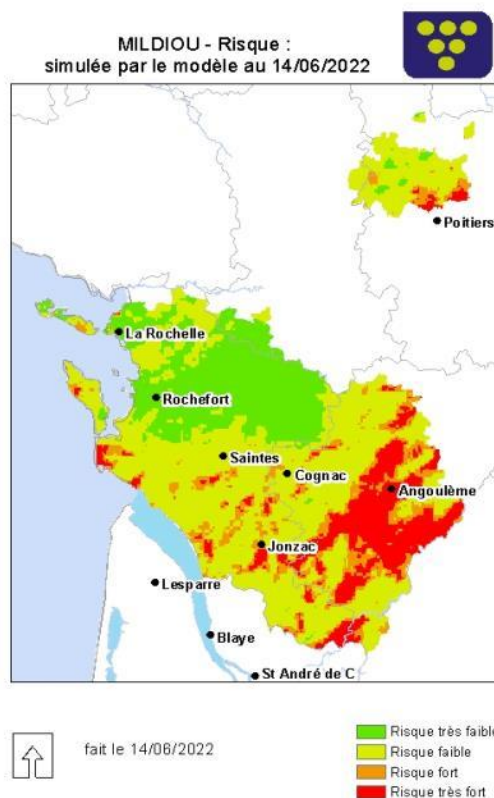 MILDIOU - Risque :
simulée par le modèle au 14/06/2022
Poitiers
La Rochelle
Rochefort
Saintes
Cognac
Angoulême
Jonzac
Lesparre
Blaye
St André de C
fait le 14/06/2022
Risque très faible
Risque faible
Risque fort
Risque très fort